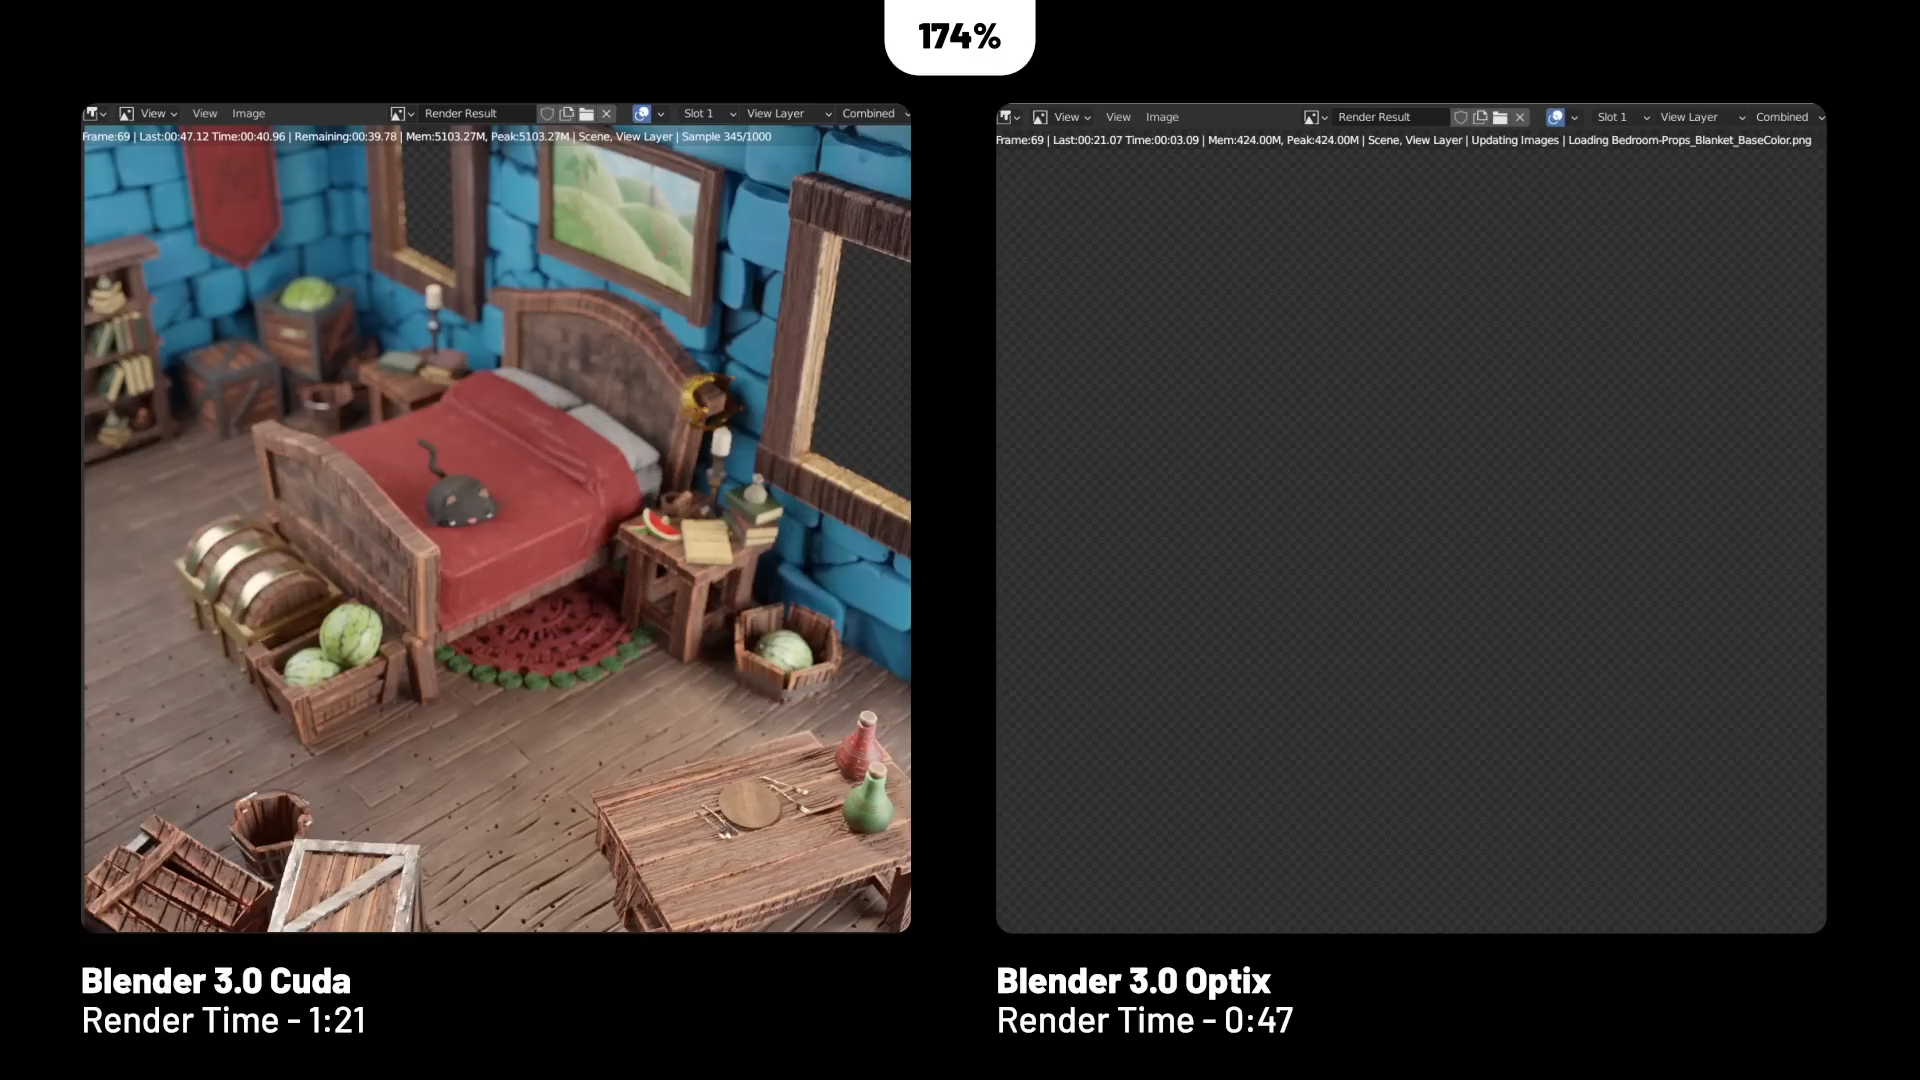 174%
View View Image Render Result Slot 1 View Layer Combined
Frame:69 | Last:00:47.12 Time:00:40.96 | Remaining:00:39.78 | Mem:5103.27M, Peak:5103.27M | Scene, View Layer | Sample 345/1000
View View Image Render Result Slot 1 View Layer Combined
Frame:69 | Last:00:21.07 Time:00:03.09 | Mem:424.00M, Peak:424.00M | Scene, View Layer | Updating Images | Loading Bedroom-Props_Blanket_BaseColor.png
Blender 3.0 Cuda
Render Time - 1:21
Blender 3.0 Optix
Render Time - 0:47